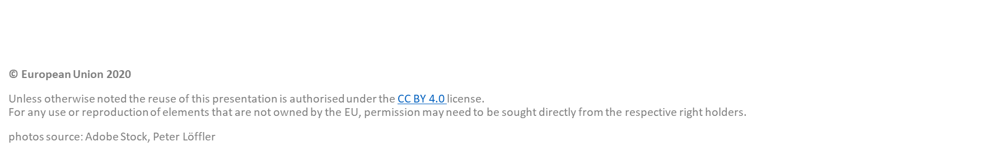 © European Union 2020
Unless otherwise noted the reuse of this presentation is authorised under the CC BY 4.0 license.
For any use or reproduction of elements that are not owned by the EU, permission may need to be sought directly from the respective right holders.
photos source: Adobe Stock, Peter Löffler